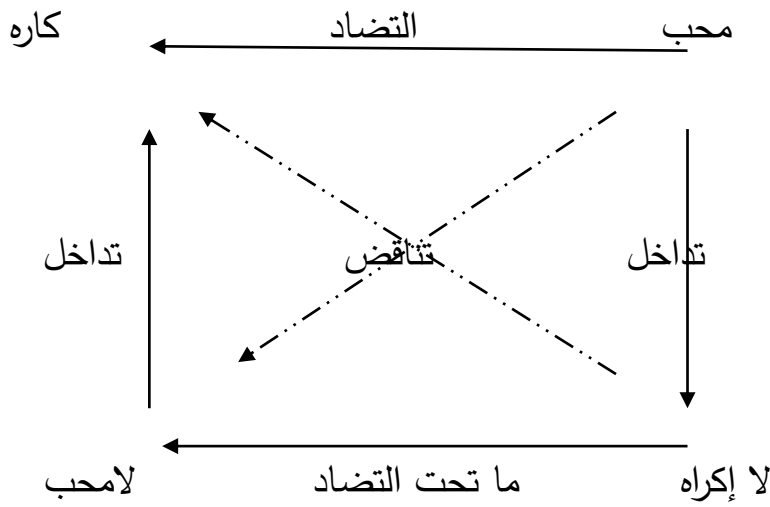 محب التضاد كاره
تداخل تناقض تداخل
لا إكراه ما تحت التضاد لامحب